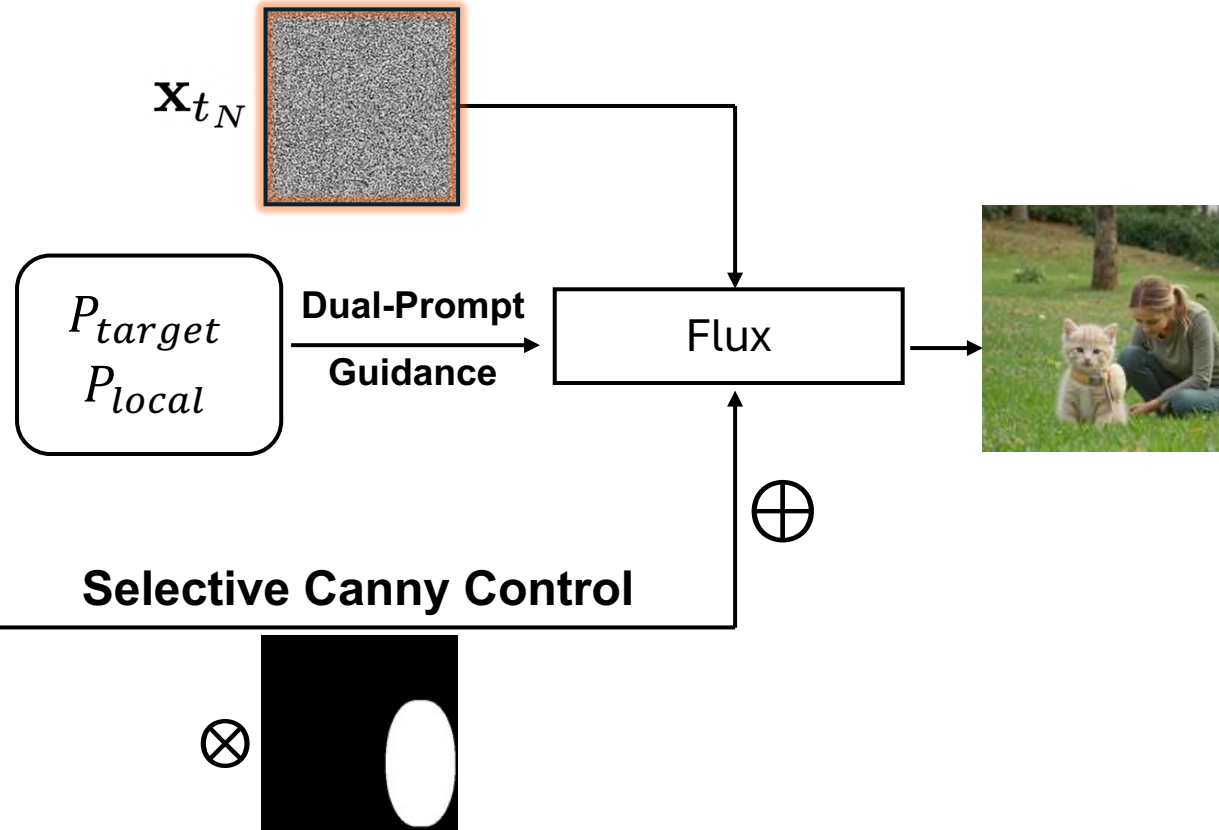 𝐱_{t_N}
P_{target}
P_{local}
Dual-Prompt
Guidance
Flux
⊕
Selective Canny Control
⊗